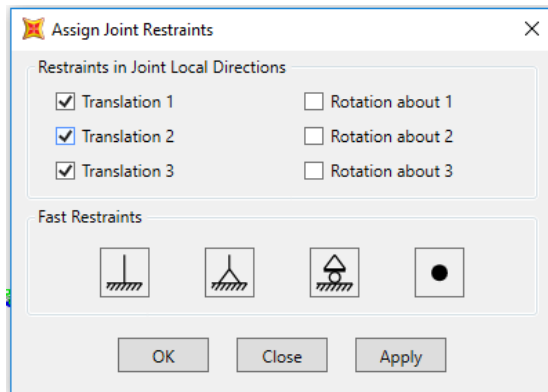 Assign Joint Restraints
Restraints in Joint Local Directions
Translation 1
Rotation about 1
Translation 2
Rotation about 2
Translation 3
Rotation about 3
Fast Restraints
OK
Close
Apply